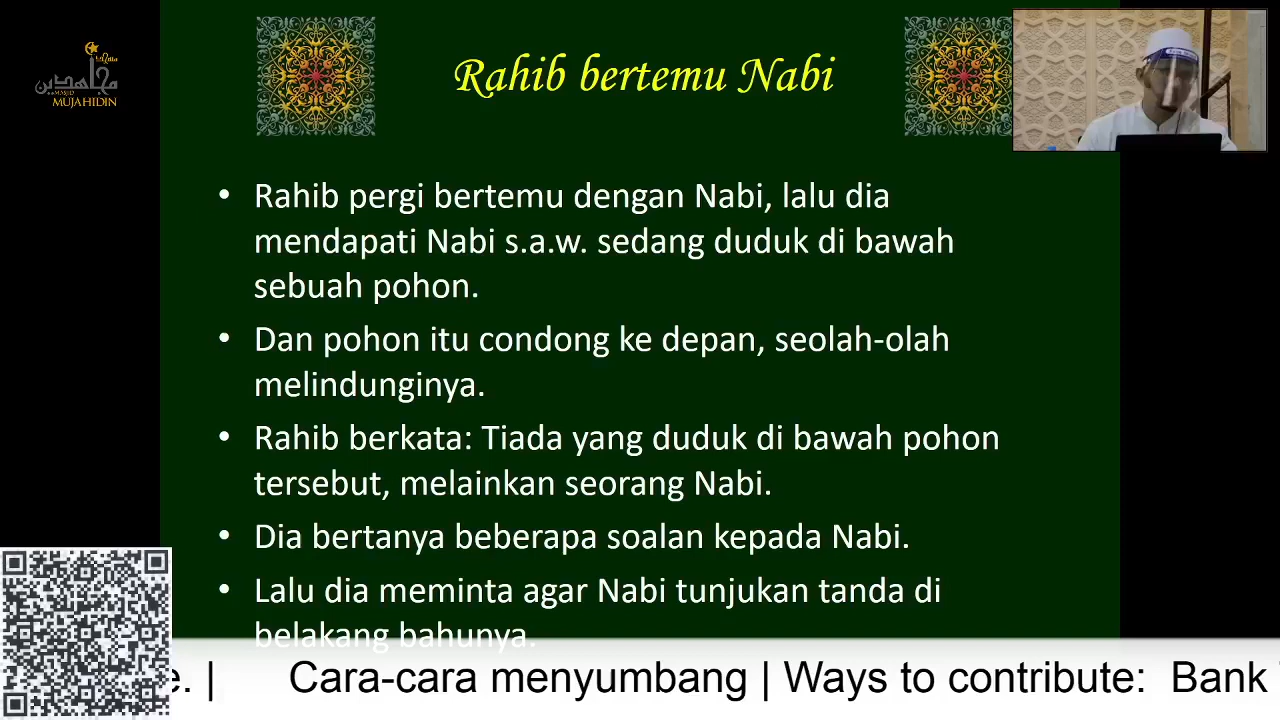 مجاهدين
MASJID
MUJAHIDIN
Rahib bertemu Nabi
• Rahib pergi bertemu dengan Nabi, lalu dia
mendapati Nabi s.a.w. sedang duduk di bawah
sebuah pohon.
• Dan pohon itu condong ke depan, seolah-olah
melindunginya.
• Rahib berkata: Tiada yang duduk di bawah pohon
tersebut, melainkan seorang Nabi.
• Dia bertanya beberapa soalan kepada Nabi.
• Lalu dia meminta agar Nabi tunjukan tanda di
belakang bahunya.
e. | Cara-cara menyumbang | Ways to contribute: Bank